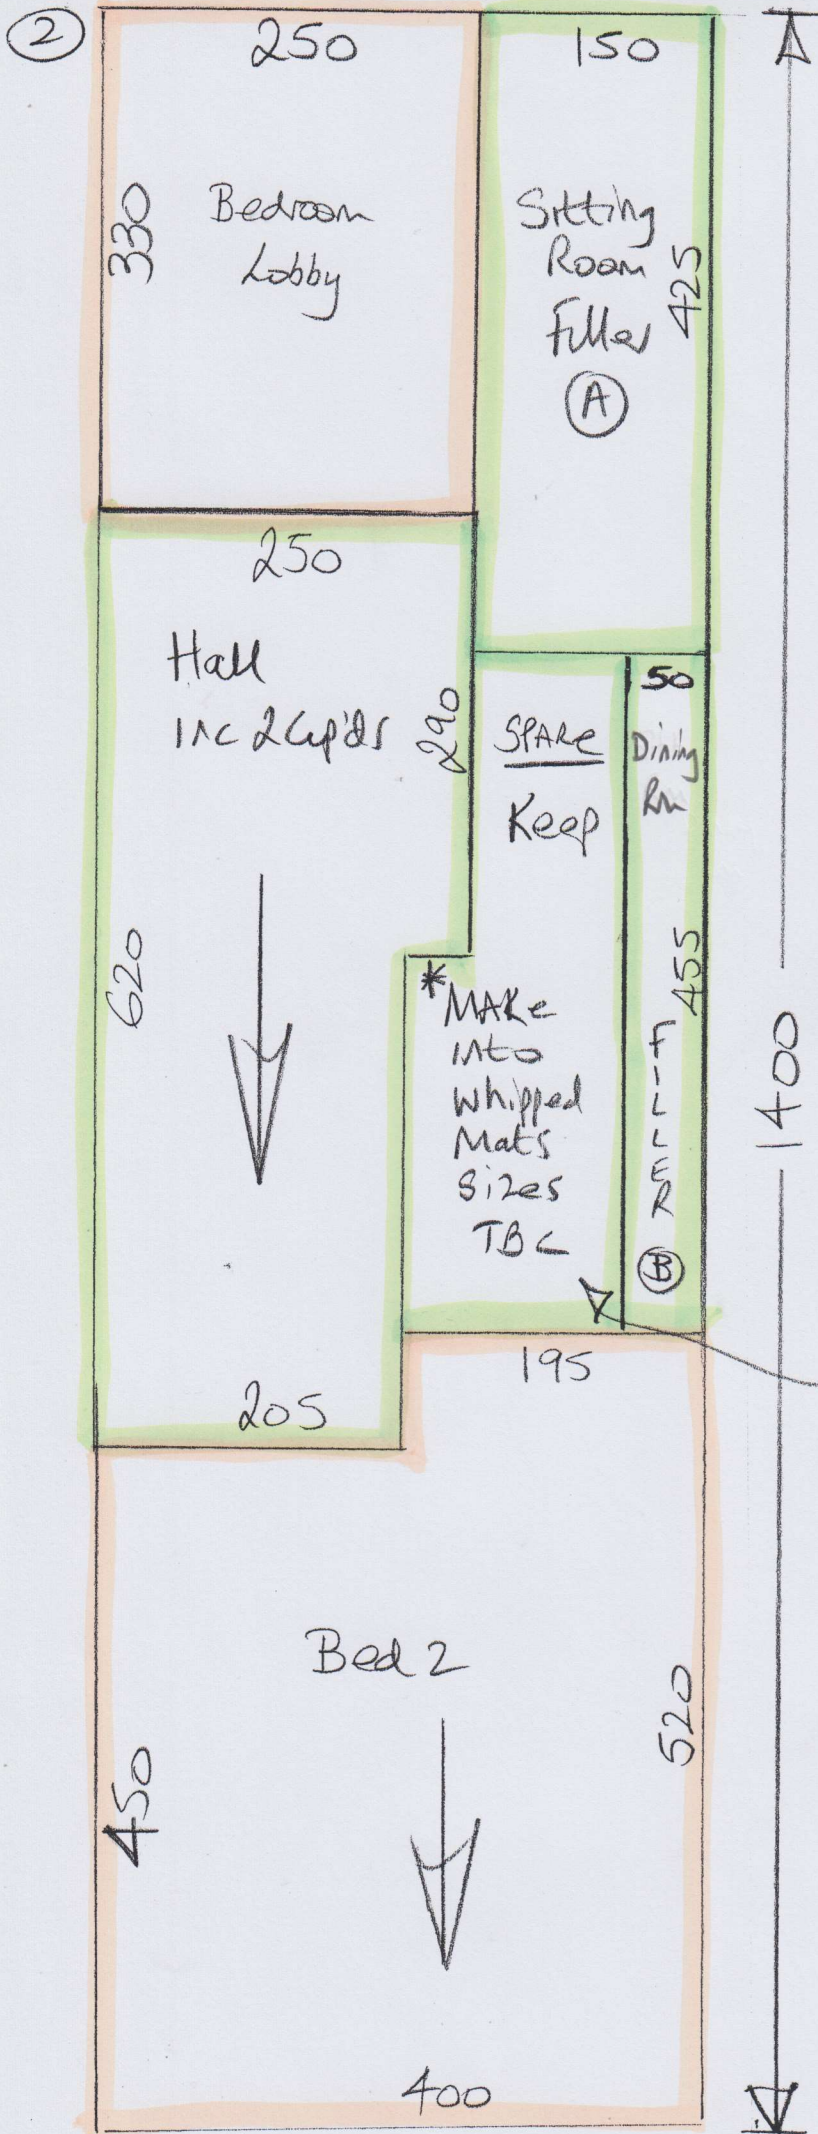 2
250
330
Bedroom
Lobby
150
Sitting
Room
Filler
A
425
250
Hall
Inc 2 Cup'ds
290
620
205
SPARE
Keep
* MAKE
into
whipped
Mats
Sizes
TBC
50
Dining
Rm
455
FILLER
B
1400
195
Bed 2
450
520
400